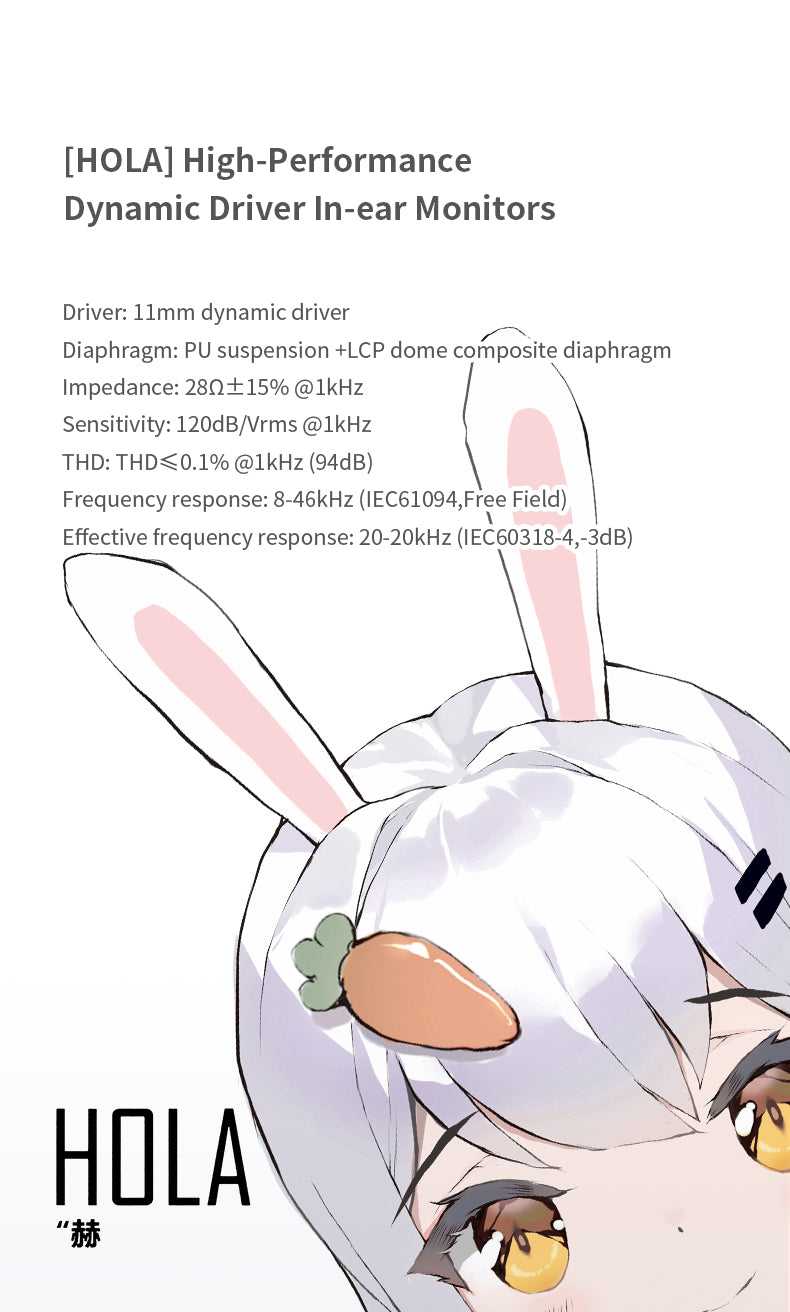 [HOLA] High-Performance
Dynamic Driver In-ear Monitors
Driver: 11mm dynamic driver
Diaphragm: PU suspension +LCP dome composite diaphragm
Impedance: 28Ω±15% @1kHz
Sensitivity: 120dB/Vrms @1kHz
THD: THD⩽0.1% @1kHz (94dB)
Frequency response: 8-46kHz (IEC61094,Free Field)
Effective frequency response: 20-20kHz (IEC60318-4,-3dB)
HOLA
“赫